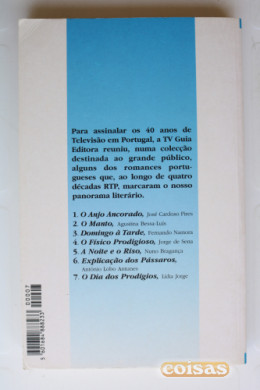 Para assinalar os 40 anos de
Televisão em Portugal, a TV Guia
Editora reuniu, numa colecção
destinada ao grande público,
alguns dos romances portu-
gueses que, ao longo de quatro
décadas RTP, marcaram o nosso
panorama literário.
1. O Anjo Ancorado, José Cardoso Pires
2. O Manto, Agustina Bessa-Luís
3. Domingo à Tarde, Fernando Namora
4. O Físico Prodigioso, Jorge de Sena
5. A Noite e o Riso, Nuno Bragança
6. Explicação dos Pássaros,
António Lobo Antunes
7. O Dia dos Prodígios, Lídia Jorge
00007
coisas